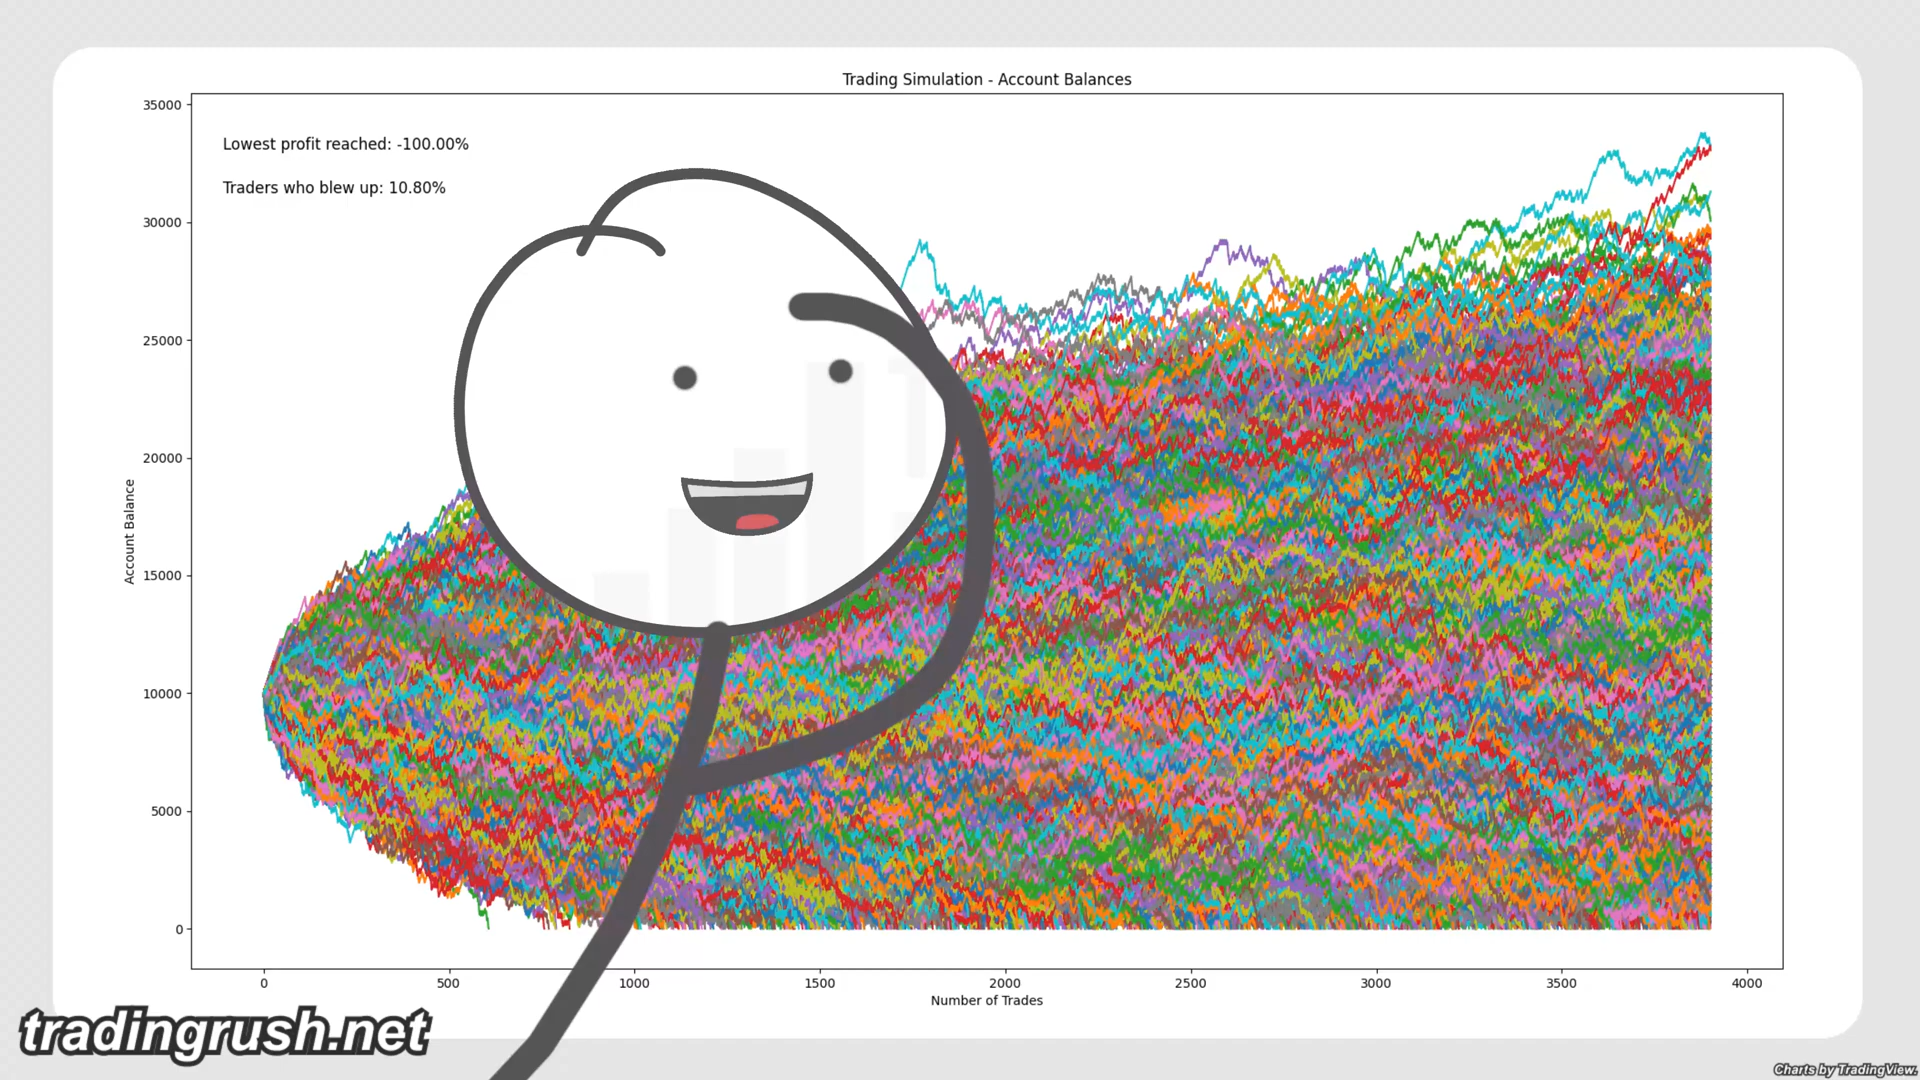 Trading Simulation - Account Balances
35000
Lowest profit reached: -100.00%
Traders who blew up: 10.80%
30000
25000
20000
15000
10000
5000
0
Account Balance
0 500 1000 1500 2000 2500 3000 3500 4000
Number of Trades
tradingrush.net
Charts by TradingView.